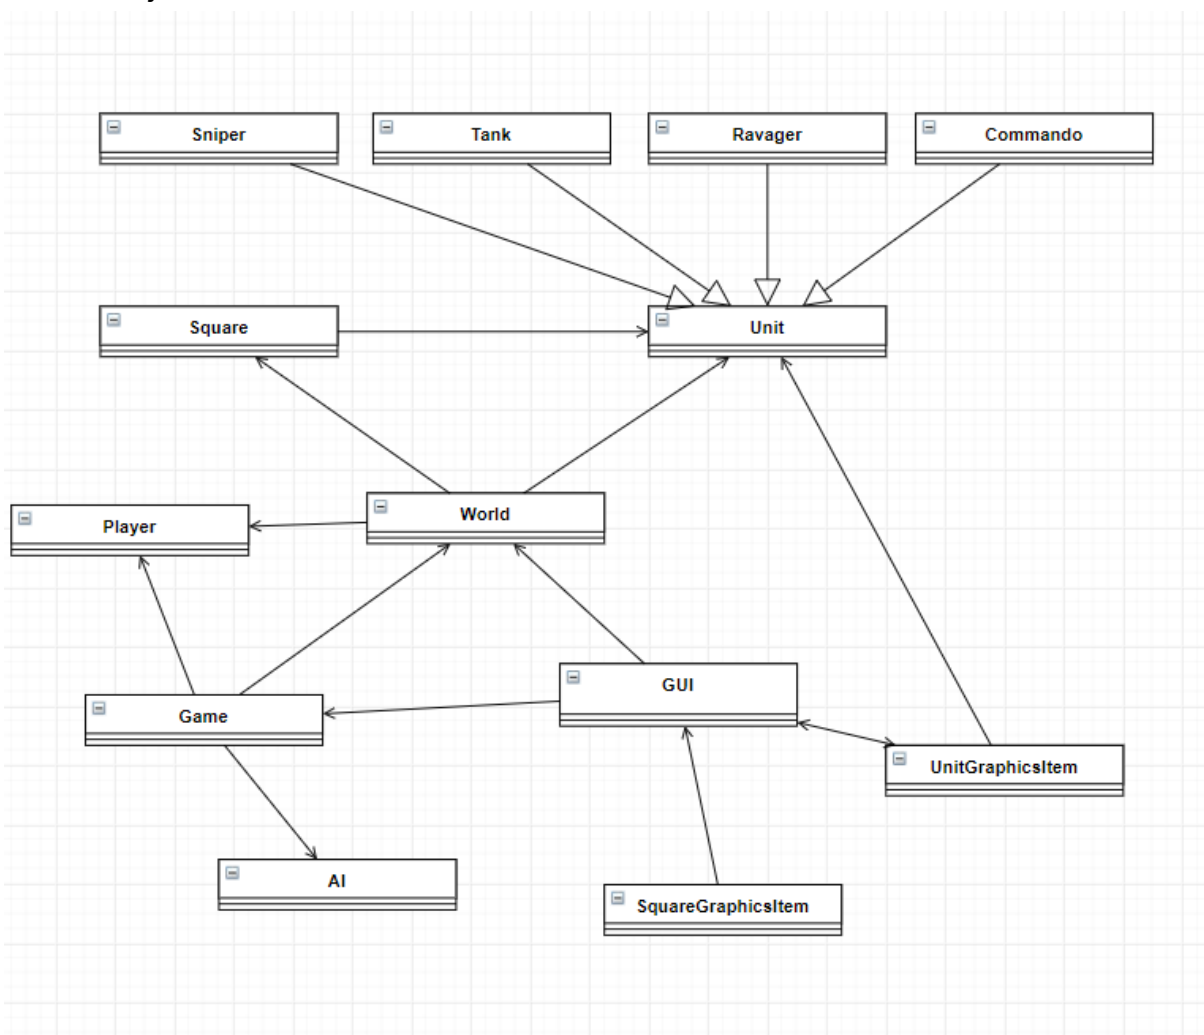 Sniper
Tank
Ravager
Commando
Square
Unit
Player
World
GUI
Game
UnitGraphicsItem
AI
SquareGraphicsItem